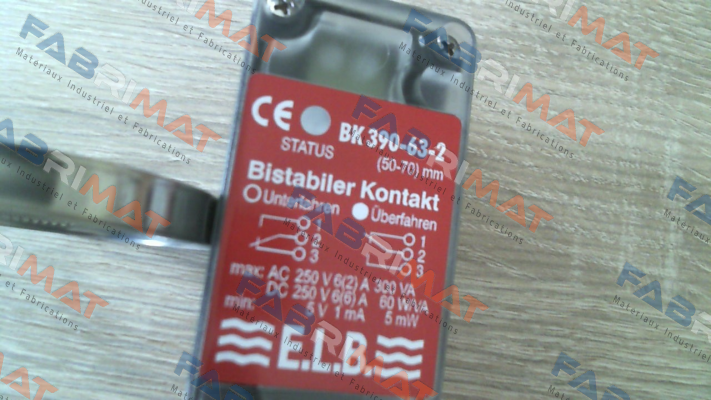 CE
STATUS
BK 390-63-2
(50-70) mm
Bistabiler Kontakt
Unterfahren Überfahren
1 1
2 2
3 3
max: AC 250 V 6(2) A 300 VA
DC 250 V 6(6) A 60 W/VA
min: 5 V 1 mA 5 mW
E.I.B.
FABRIMAT
Matériaux Industriel et Fabrications